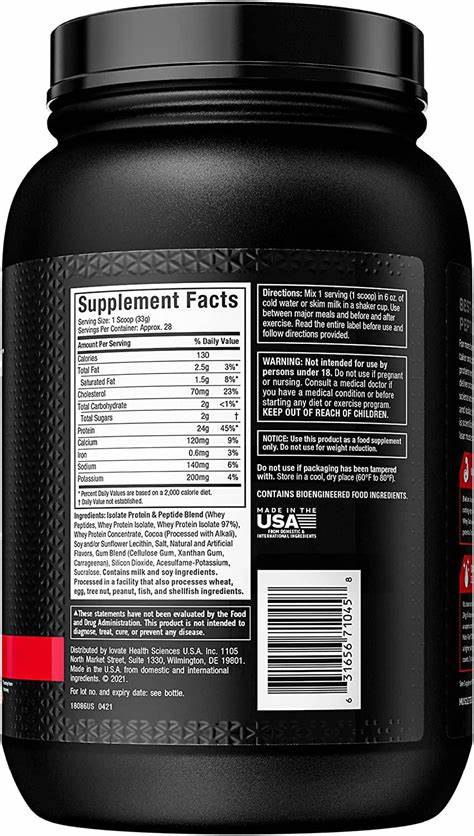 Supplement Facts
Serving Size: 1 Scoop (33g)
Servings Per Container: Approx. 28
Amount Per Serving % Daily Value
Calories 130
Total Fat 2.5g 3%*
Saturated Fat 1.5g 8%*
Cholesterol 70mg 23%
Total Carbohydrate 2g <1%*
Total Sugars 2g †
Protein 24g 45%*
Calcium 120mg 9%
Iron 0.6mg 3%
Sodium 140mg 6%
Potassium 200mg 4%
* Percent Daily Values are based on a 2,000 calorie diet.
† Daily Value not established.
Ingredients: Isolate Protein & Peptide Blend (Whey
Peptides, Whey Protein Isolate, Whey Protein Isolate 97%),
Whey Protein Concentrate, Cocoa (Processed with Alkali),
Soy and/or Sunflower Lecithin, Salt, Natural and Artificial
Flavors, Gum Blend (Cellulose Gum, Xanthan Gum,
Carrageenan), Silicon Dioxide, Acesulfame-Potassium,
Sucralose. Contains milk and soy ingredients.
Processed in a facility that also processes wheat,
egg, tree nut, peanut, fish, and shellfish ingredients.
▲These statements have not been evaluated by the Food
and Drug Administration. This product is not intended to
diagnose, treat, cure, or prevent any disease.
Distributed by Iovate Health Sciences U.S.A. Inc. 1105
North Market Street, Suite 1330, Wilmington, DE 19801.
Made in the U.S.A. from domestic and international
ingredients. © 2021.
For lot no. and expiry date: see bottle.
18086US 0421
Directions: Mix 1 serving (1 scoop) in 6 oz. of
cold water or skim milk in a shaker cup. Use
between major meals and before and after
exercise. Read the entire label before use and
follow directions provided.
WARNING: Not intended for use by
persons under 18. Do not use if pregnant
or nursing. Consult a medical doctor if
you have a medical condition or before
starting any diet or exercise program.
KEEP OUT OF REACH OF CHILDREN.
NOTICE: Use this product as a food supplement
only. Do not use for weight reduction.
Do not use if packaging has been tampered
with. Store in a cool, dry place (60°F to 80°F).
CONTAINS BIOENGINEERED FOOD INGREDIENTS.
MADE IN THE
USA
FROM DOMESTIC &
INTERNATIONAL INGREDIENTS
6 31656 71045 8